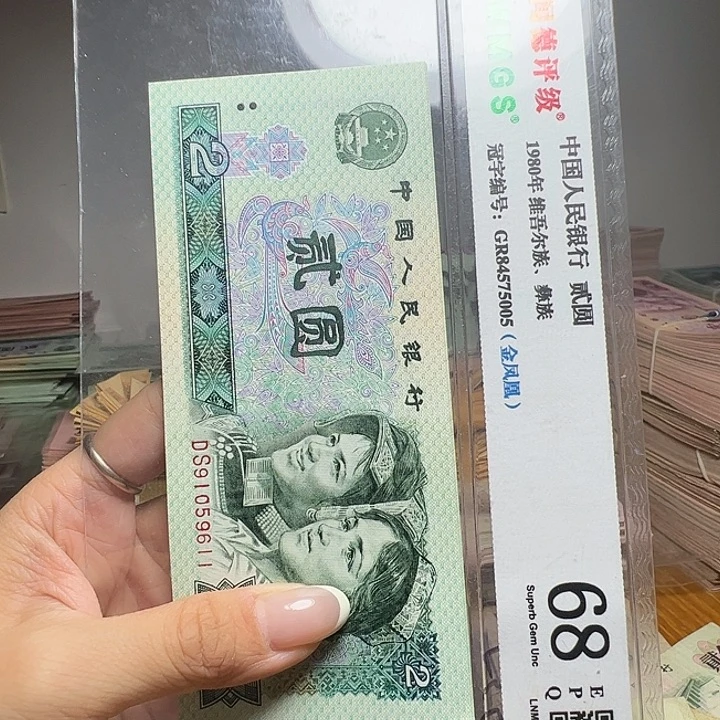 中国人民银行
贰圆
2
DS91059611
2
德评级®
MGS®
中国人民银行 贰圆
1980年 维吾尔族、彝族
冠字编号：GR84575005（金凤凰）
68
Superb Gem Unc
E
P
Q